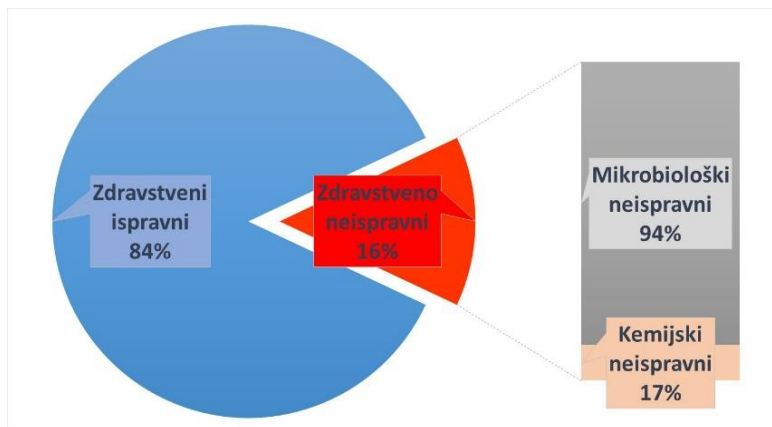 Zdravstveni
ispravni
84%
Zdravstveno
neispravni
16%
Mikrobiološki
neispravni
94%
Kemijski
neispravni
17%